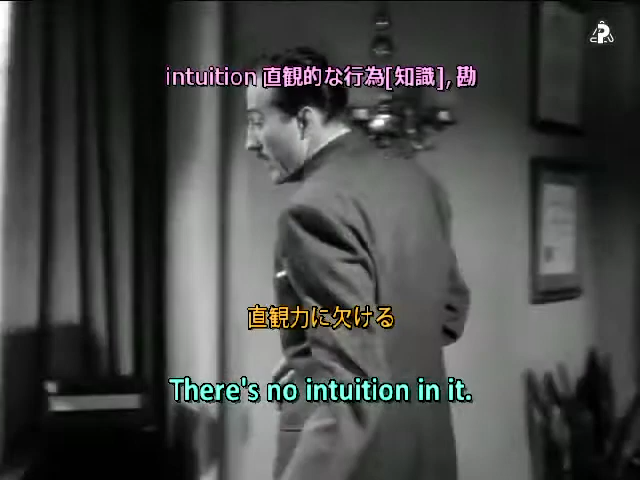 intuition 直観的な行為[知識], 勘
直観力に欠ける
There's no intuition in it.